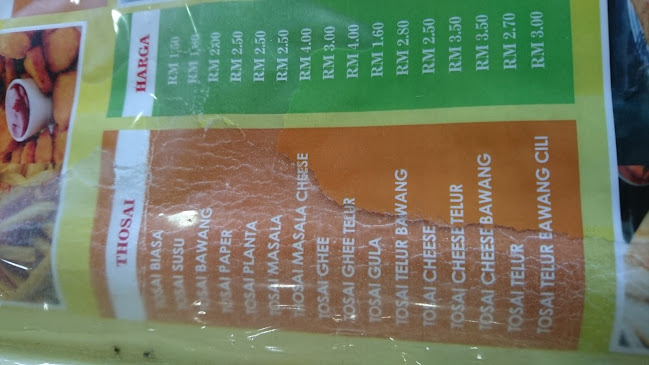 THOSAI HARGA
TOSAI BIASA RM 1.50
TOSAI SUSU RM 1.80
TOSAI BAWANG RM 2.00
TOSAI PAPER RM 2.50
TOSAI PLANTA RM 2.50
TOSAI MASALA RM 2.50
TOSAI MASALA CHEESE RM 4.00
TOSAI GHEE RM 3.00
TOSAI GHEE TELUR RM 4.00
TOSAI GULA RM 1.60
TOSAI TELUR BAWANG RM 2.80
TOSAI CHEESE RM 2.50
TOSAI CHEESE TELUR RM 3.50
TOSAI CHEESE BAWANG RM 3.50
TOSAI TELUR RM 2.70
TOSAI TELUR BAWANG CILI RM 3.00